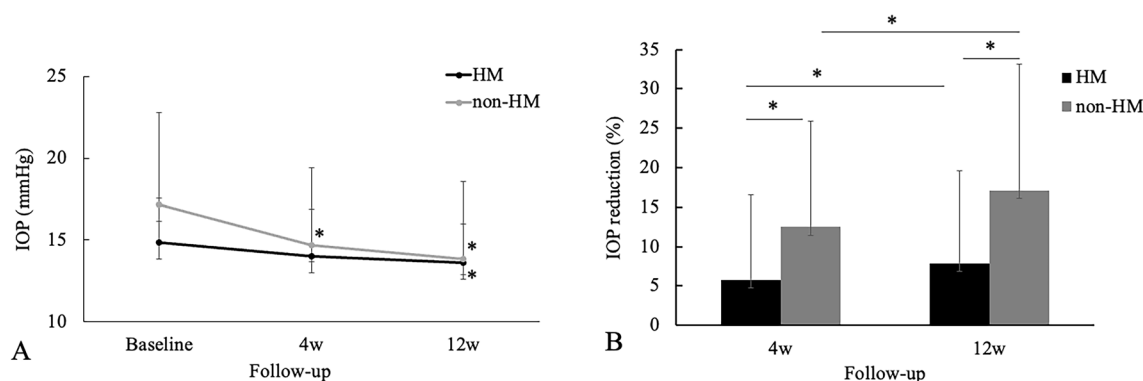 25
20
15
10
IOP (mmHg)
HM
non-HM
*
*
*
Baseline 4w 12w
Follow-up
A
35
30
25
20
15
10
5
0
IOP reduction (%)
*
*
*
*
HM
non-HM
4w 12w
Follow-up
B